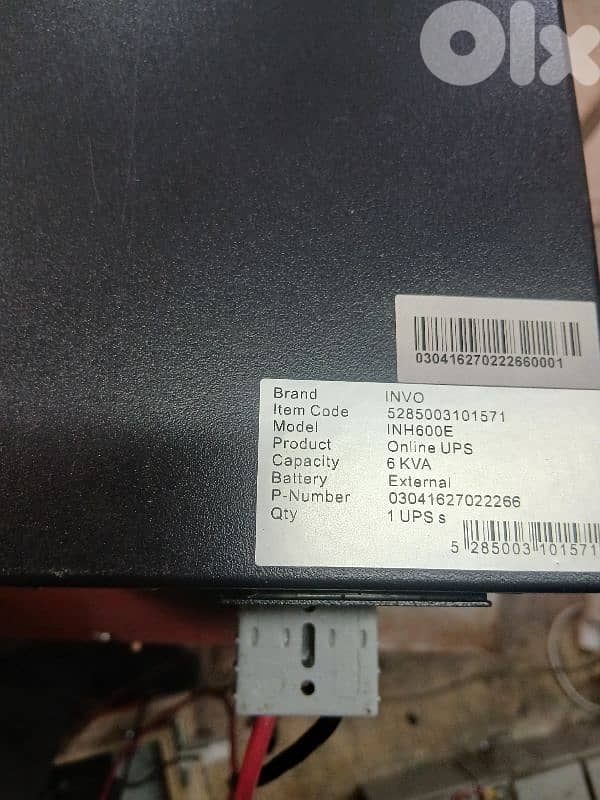 Olx
030416270222660001
Brand INVO
Item Code 5285003101571
Model INH600E
Product Online UPS
Capacity 6 KVA
Battery External
P-Number 03041627022266
Qty 1 UPS s
5 285003 101571